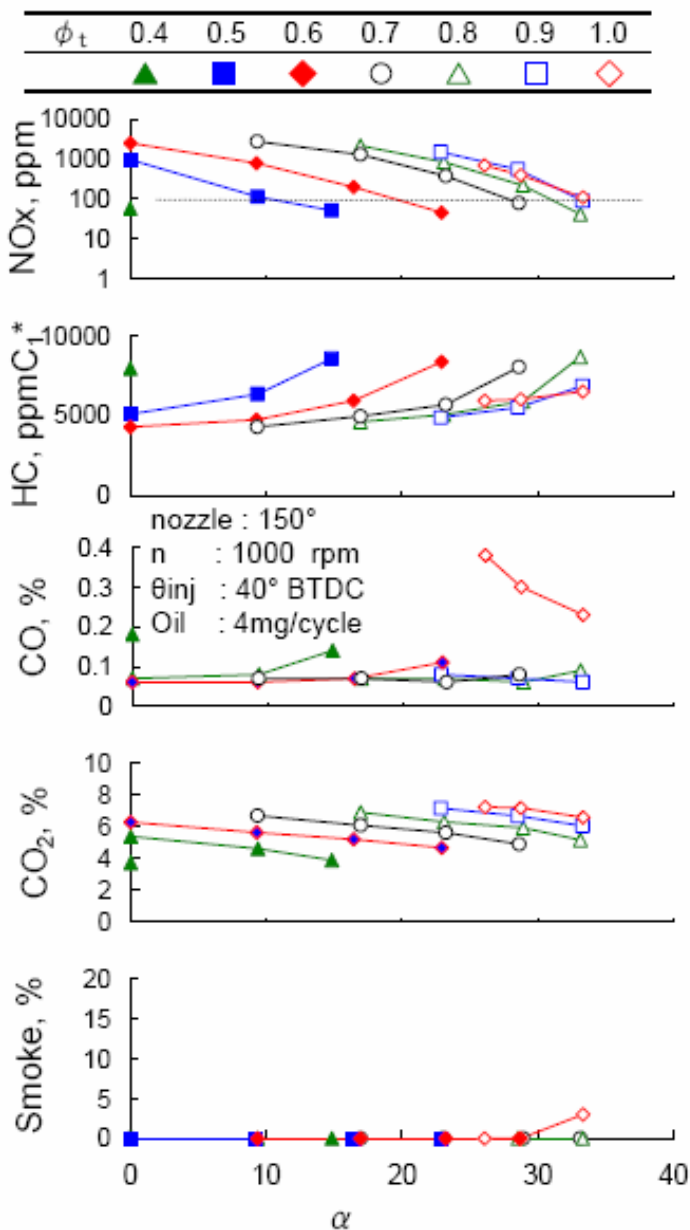 ϕt 0.4 0.5 0.6 0.7 0.8 0.9 1.0
NOx, ppm
10000
1000
100
10
1
HC, ppmC1*
10000
5000
0
nozzle : 150°
n : 1000 rpm
θinj : 40° BTDC
Oil : 4mg/cycle
CO, %
0.4
0.3
0.2
0.1
0
CO2, %
10
8
6
4
2
0
Smoke, %
20
15
10
5
0
0 10 20 30 40
α